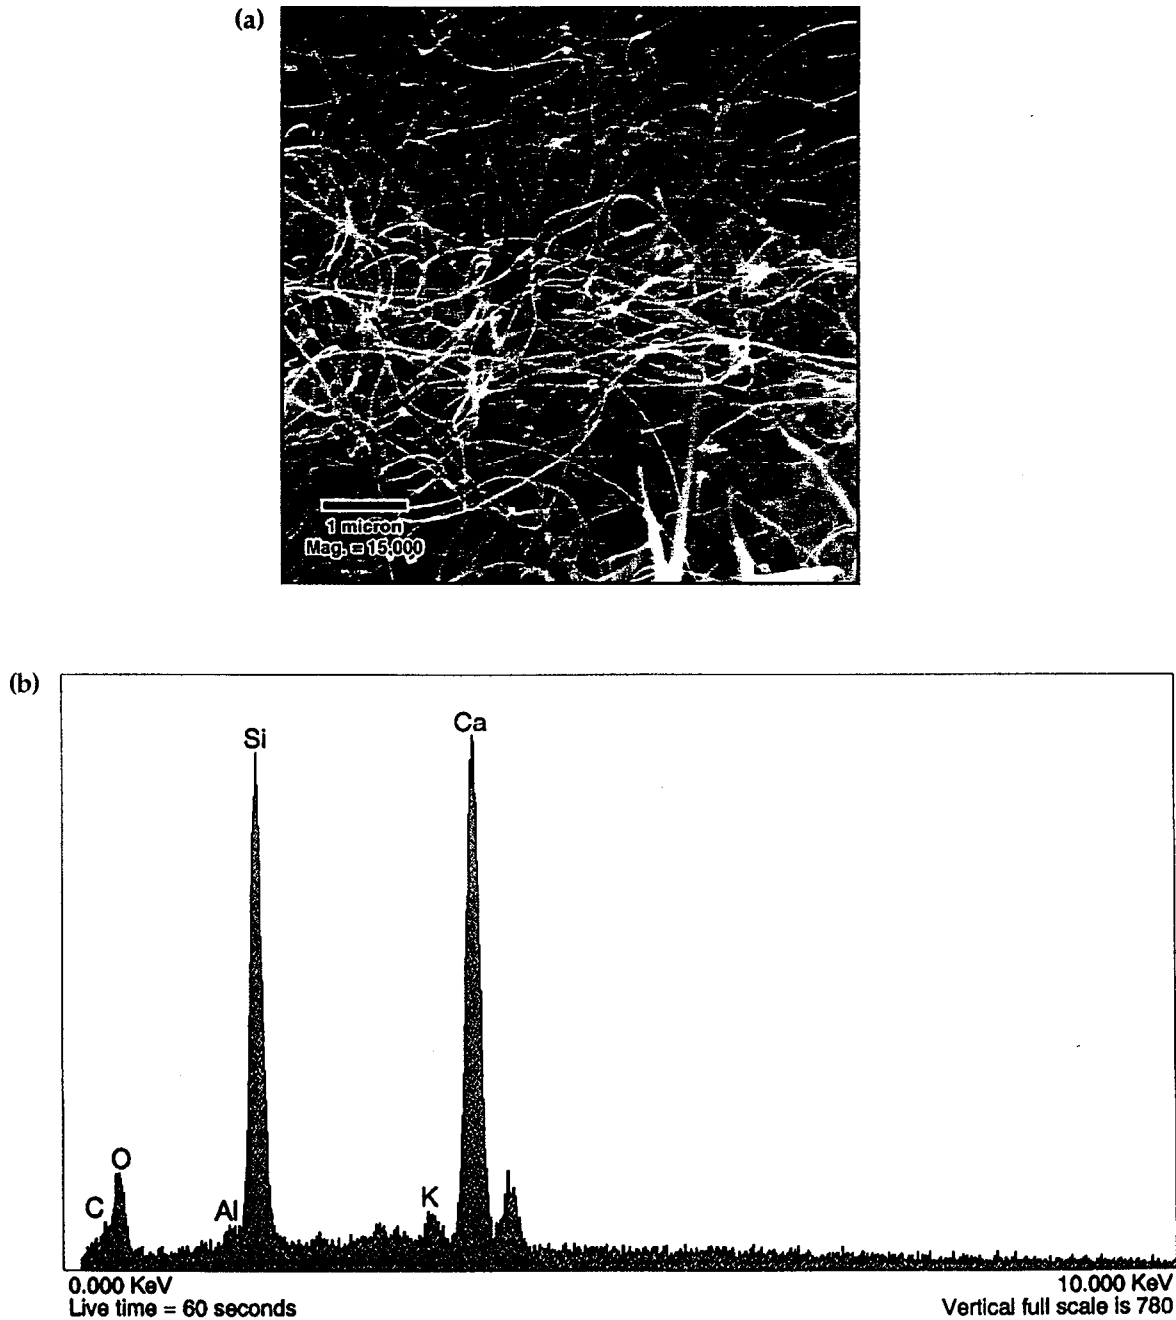 (a)
1 micron
Mag. = 15,000
(b)
Si
Ca
O
C
Al
K
0.000 KeV
10.000 KeV
Live time = 60 seconds
Vertical full scale is 780